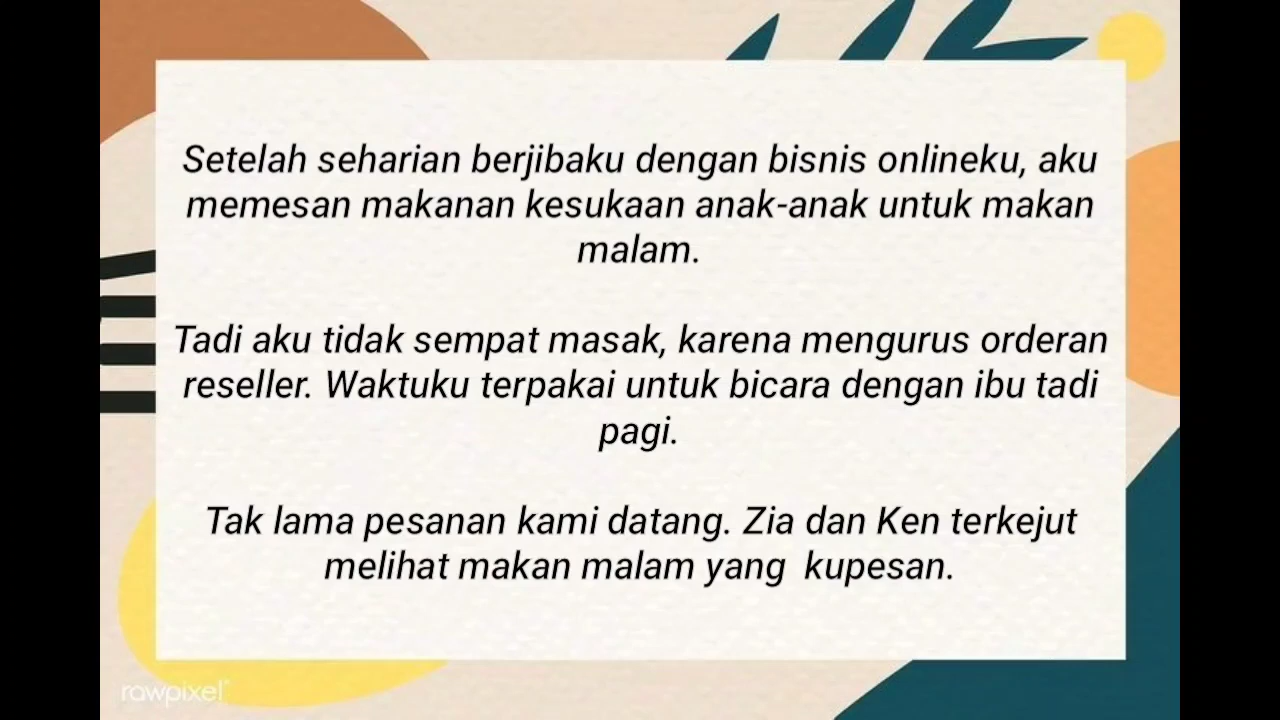 Setelah seharian berjibaku dengan bisnis onlineku, aku
memesan makanan kesukaan anak-anak untuk makan
malam.
Tadi aku tidak sempat masak, karena mengurus orderan
reseller. Waktuku terpakai untuk bicara dengan ibu tadi
pagi.
Tak lama pesanan kami datang. Zia dan Ken terkejut
melihat makan malam yang  kupesan.
rawpixel